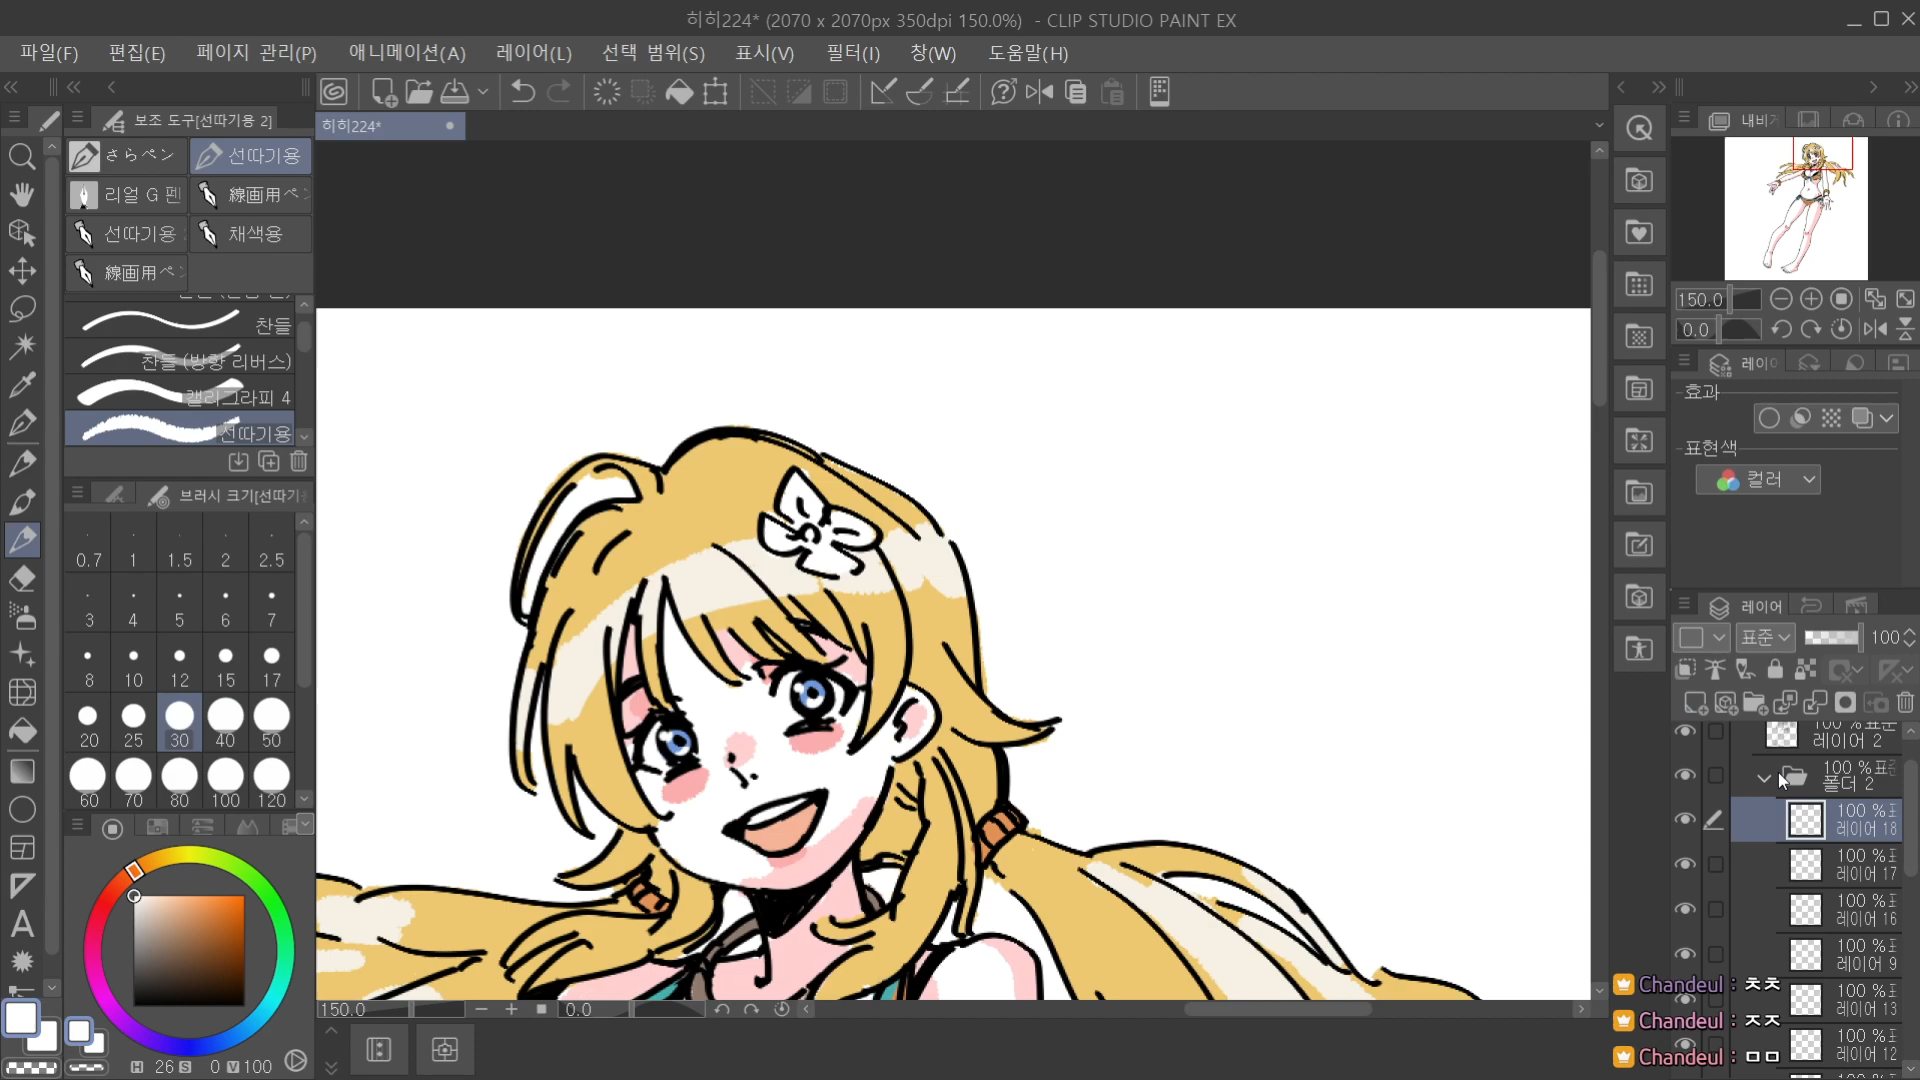 히히224* (2070 x 2070px 350dpi 150.0%) - CLIP STUDIO PAINT EX
파일(F) 편집(E) 페이지 관리(P) 애니메이션(A) 레이어(L) 선택 범위(S) 표시(V) 필터(I) 창(W) 도움말(H)
보조 도구[선따기용 2]
히히224*
내비
さらペン 선따기용
리얼 G 펜 線画用ペ
선따기용 채색용
線画用ペ
찬들
찬들 (방향 리버스)
캘리그라피 4
선따기용
브러시 크기[선따기
0.7 1 1.5 2 2.5
3 4 5 6 7
8 10 12 15 17
20 25 30 40 50
60 70 80 100 120
H 26 S 0 V 100
150.0 0.0
150.0
0.0
레이
효과
표현색
컬러
레이어
표준 100
100 %표준
레이어 2
100 %표
폴더 2
100 %
레이어 18
100 %
레이어 17
100 %
레이어 16
100 %
레이어 9
100 %
레이어 13
100 %
레이어 12
Chandeul : ㅊㅊ
Chandeul : ㅈㅈ
Chandeul : ㅁㅁ